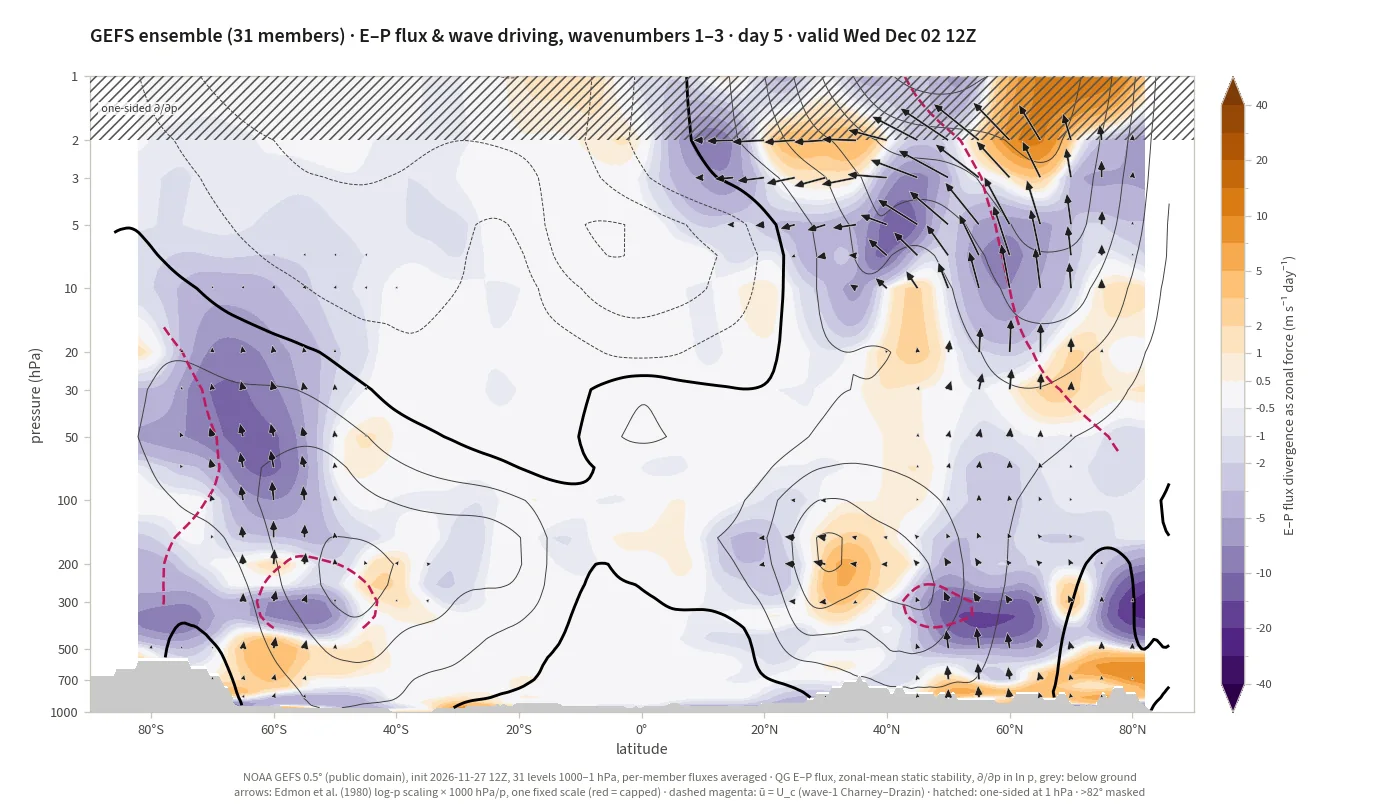 GEFS ensemble (31 members) · E–P flux & wave driving, wavenumbers 1–3 · day 5 · valid Wed Dec 02 12Z
one-sided ∂/∂p
1
2
3
5
10
20
30
50
100
200
300
500
700
1000
pressure (hPa)
80°S
60°S
40°S
20°S
0°
20°N
40°N
60°N
80°N
latitude
40
20
10
5
2
1
0.5
-0.5
-1
-2
-5
-10
-20
-40
E–P flux divergence as zonal force (m s⁻¹ day⁻¹)
NOAA GEFS 0.5° (public domain), init 2026-11-27 12Z, 31 levels 1000–1 hPa, per-member fluxes averaged · QG E–P flux, zonal-mean static stability, ∂/∂p in ln p, grey: below ground
arrows: Edmon et al. (1980) log-p scaling × 1000 hPa/p, one fixed scale (red = capped) · dashed magenta: ū = U_c (wave-1 Charney–Drazin) · hatched: one-sided at 1 hPa · >82° masked